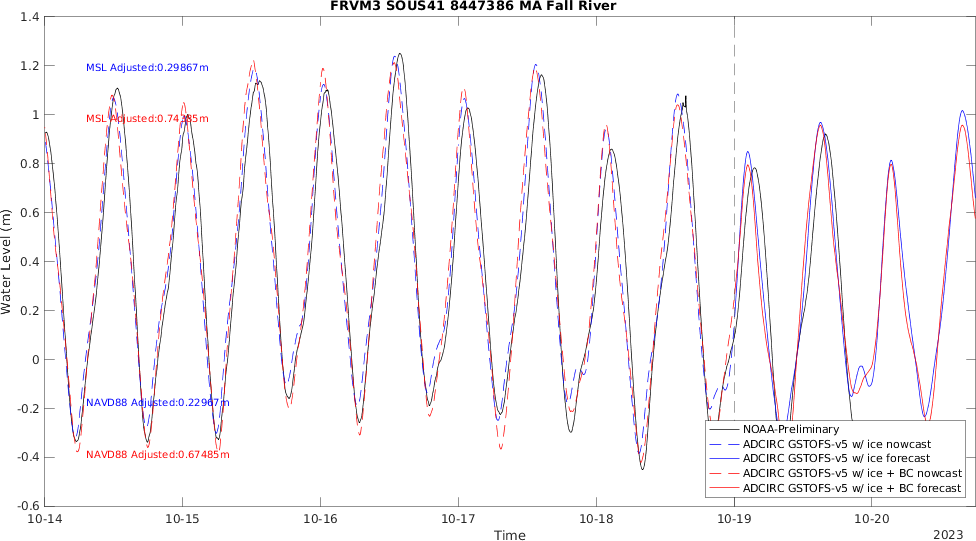 FRVM3 SOUS41 8447386 MA Fall River
1.4
1.2
1
0.8
0.6
0.4
0.2
0
-0.2
-0.4
-0.6
Water Level (m)
MSL Adjusted:0.29867m
MSL Adjusted:0.74185m
NAVD88 Adjusted:0.22967m
NAVD88 Adjusted:0.67485m
NOAA-Preliminary
ADCIRC GSTOFS-v5 w/ ice nowcast
ADCIRC GSTOFS-v5 w/ ice forecast
ADCIRC GSTOFS-v5 w/ ice + BC nowcast
ADCIRC GSTOFS-v5 w/ ice + BC forecast
10-14
10-15
10-16
10-17
10-18
10-19
10-20
Time
2023